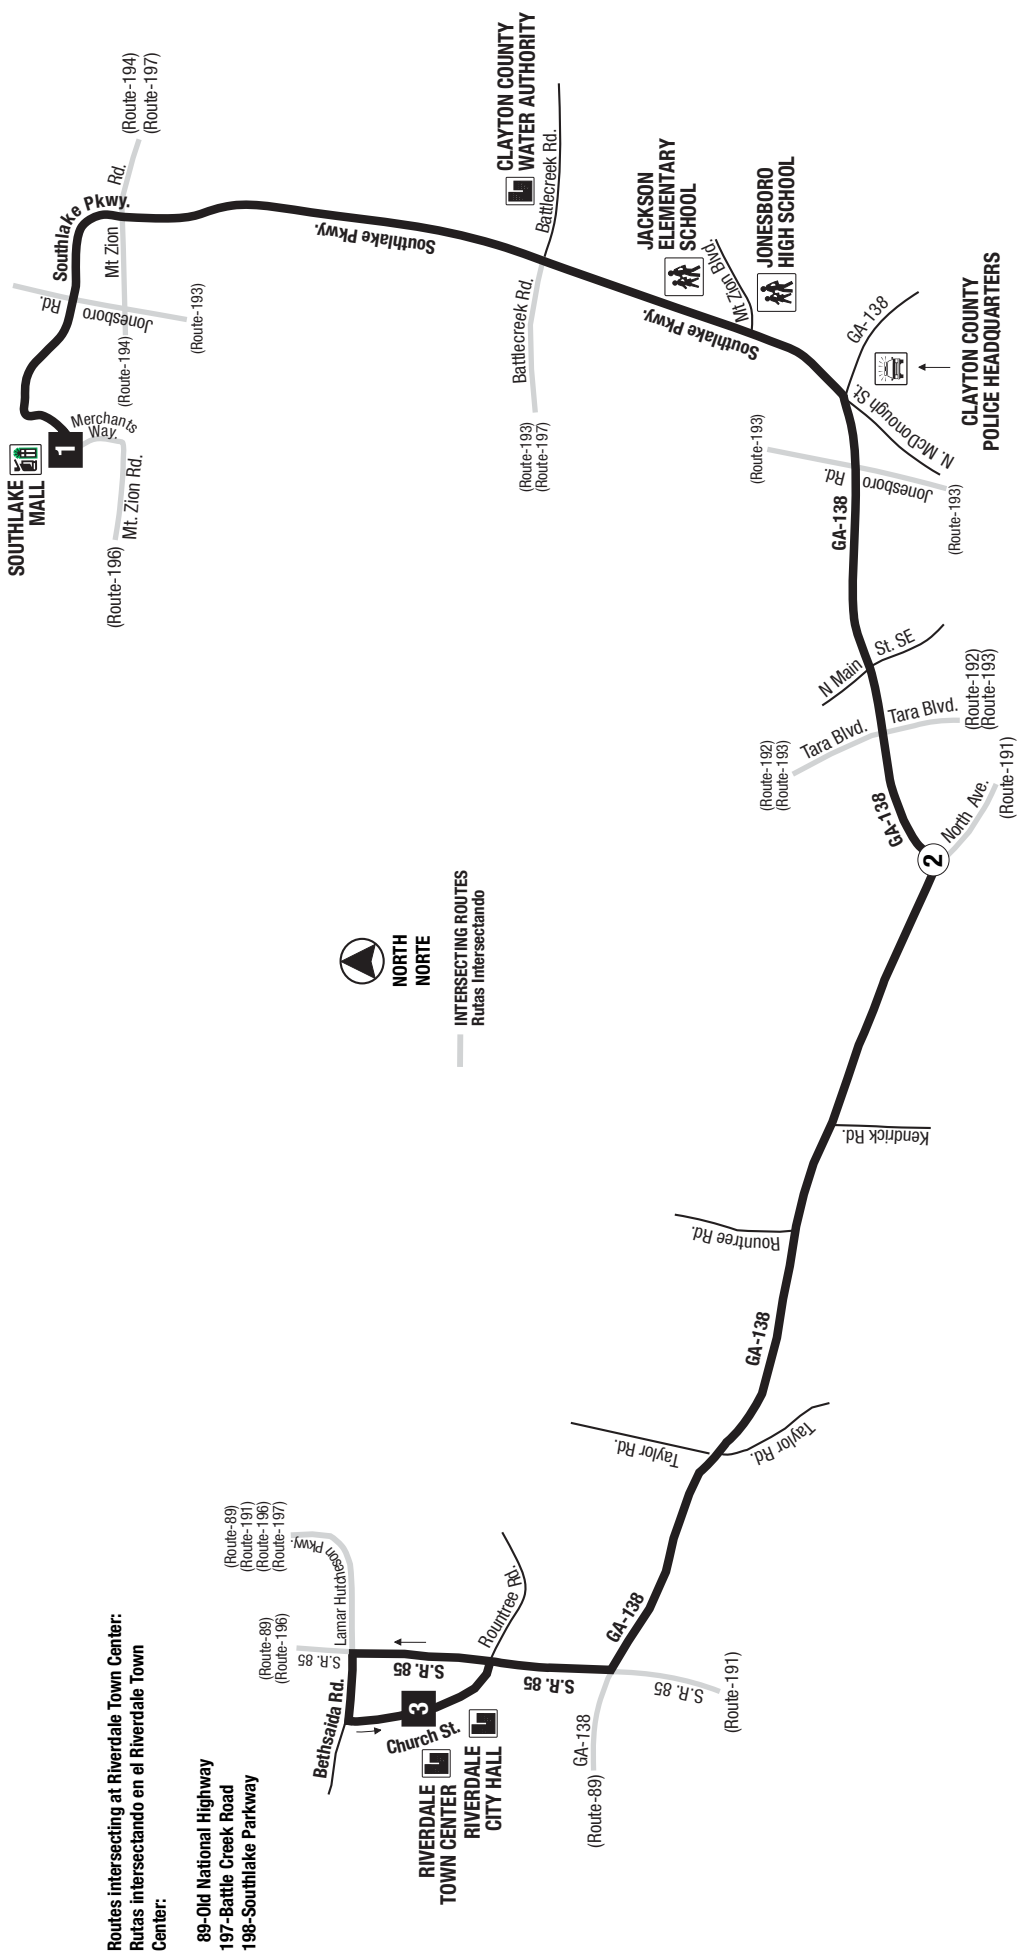 Routes intersecting at Riverdale Town Center:
Rutas intersectando en el Riverdale Town
Center:
89-Old National Highway
197-Battle Creek Road
198-Southlake Parkway
(Route-89)
(Route-191)
(Route-196)
(Route-197)
Lamar Hutcheson Pkwy.
(Route-89)
(Route-196)
S.R. 85
Bethsaida Rd.
S.R. 85
3
Church St.
RIVERDALE
TOWN CENTER
RIVERDALE
CITY HALL
Rountree Rd.
S.R. 85
GA-138
(Route-89)
S.R. 85
(Route-191)
GA-138
Taylor Rd.
Taylor Rd.
GA-138
Rountree Rd.
Kendrick Rd.
NORTH
NORTE
INTERSECTING ROUTES
Rutas Intersectando
2
North Ave.
(Route-191)
GA-138
(Route-192)
(Route-193)
Tara Blvd.
Tara Blvd.
(Route-192)
(Route-193)
N Main
St. SE
GA-138
(Route-193)
Jonesboro
Rd.
(Route-193)
N. McDonough St.
GA-138
CLAYTON COUNTY
POLICE HEADQUARTERS
Southlake Pkwy.
Mt Zion Blvd.
JACKSON
ELEMENTARY
SCHOOL
JONESBORO
HIGH SCHOOL
(Route-193)
(Route-197)
Battlecreek Rd.
Battlecreek Rd.
CLAYTON COUNTY
WATER AUTHORITY
Southlake Pkwy.
SOUTHLAKE
MALL
1
Merchants
Way.
Mt. Zion Rd.
(Route-196)
Jonesboro
Rd.
(Route-193)
(Route-194)
Mt Zion
Rd.
(Route-194)
(Route-197)
Southlake Pkwy.